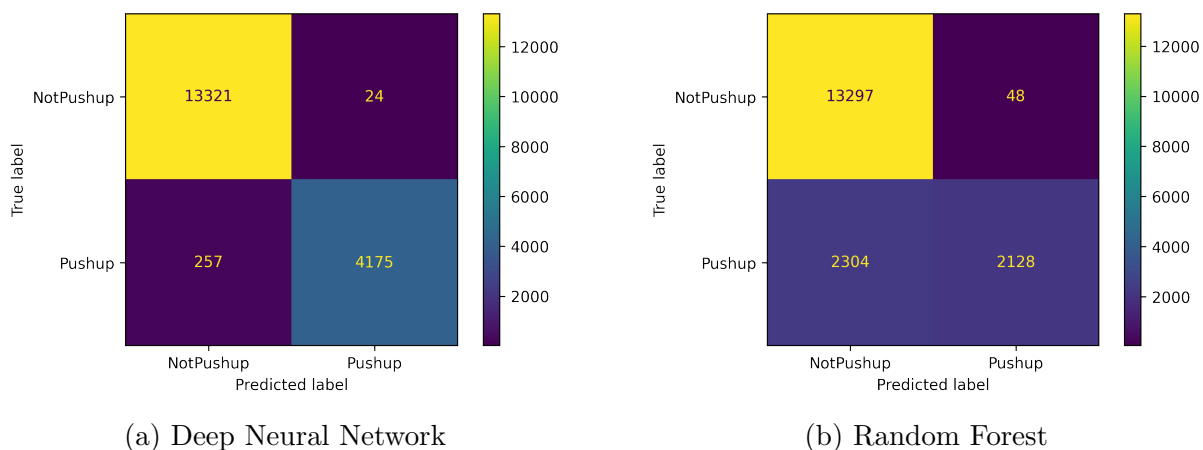 NotPushup
13321
24
Pushup
257
4175
NotPushup
Pushup
Predicted label
True label
12000
10000
8000
6000
4000
2000
(a) Deep Neural Network
NotPushup
13297
48
Pushup
2304
2128
NotPushup
Pushup
Predicted label
True label
12000
10000
8000
6000
4000
2000
(b) Random Forest